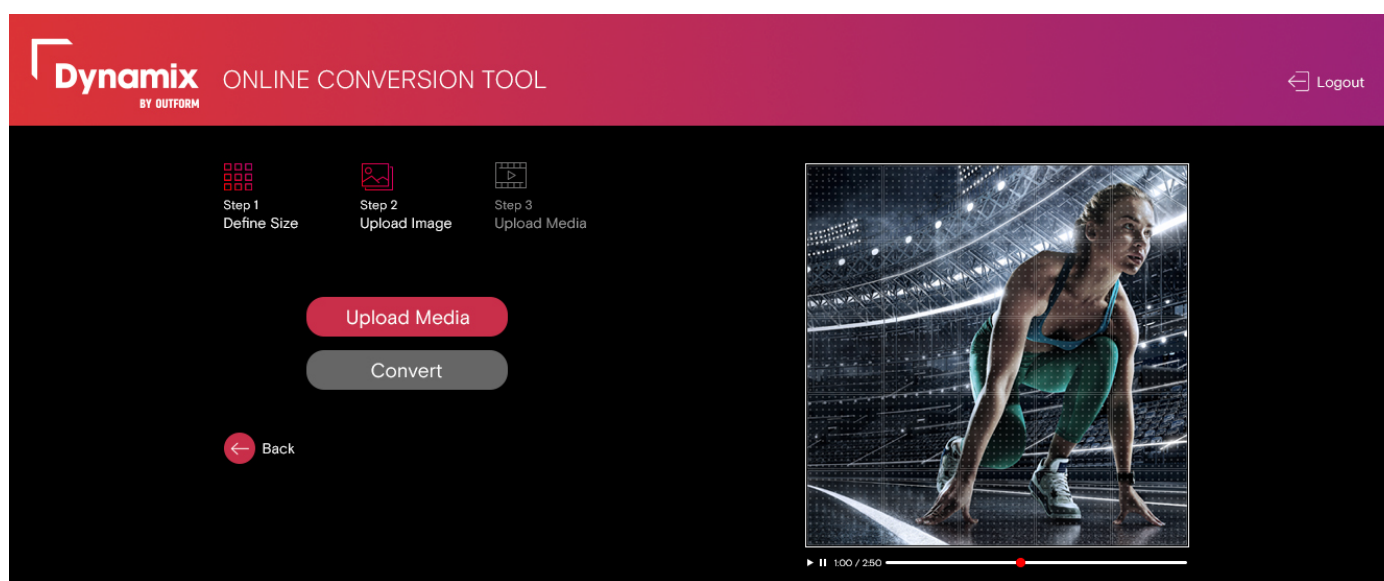 Dynamix
BY OUTFORM
ONLINE CONVERSION TOOL
Logout
Step 1
Define Size
Step 2
Upload Image
Step 3
Upload Media
Upload Media
Convert
Back
1:00 / 2:50